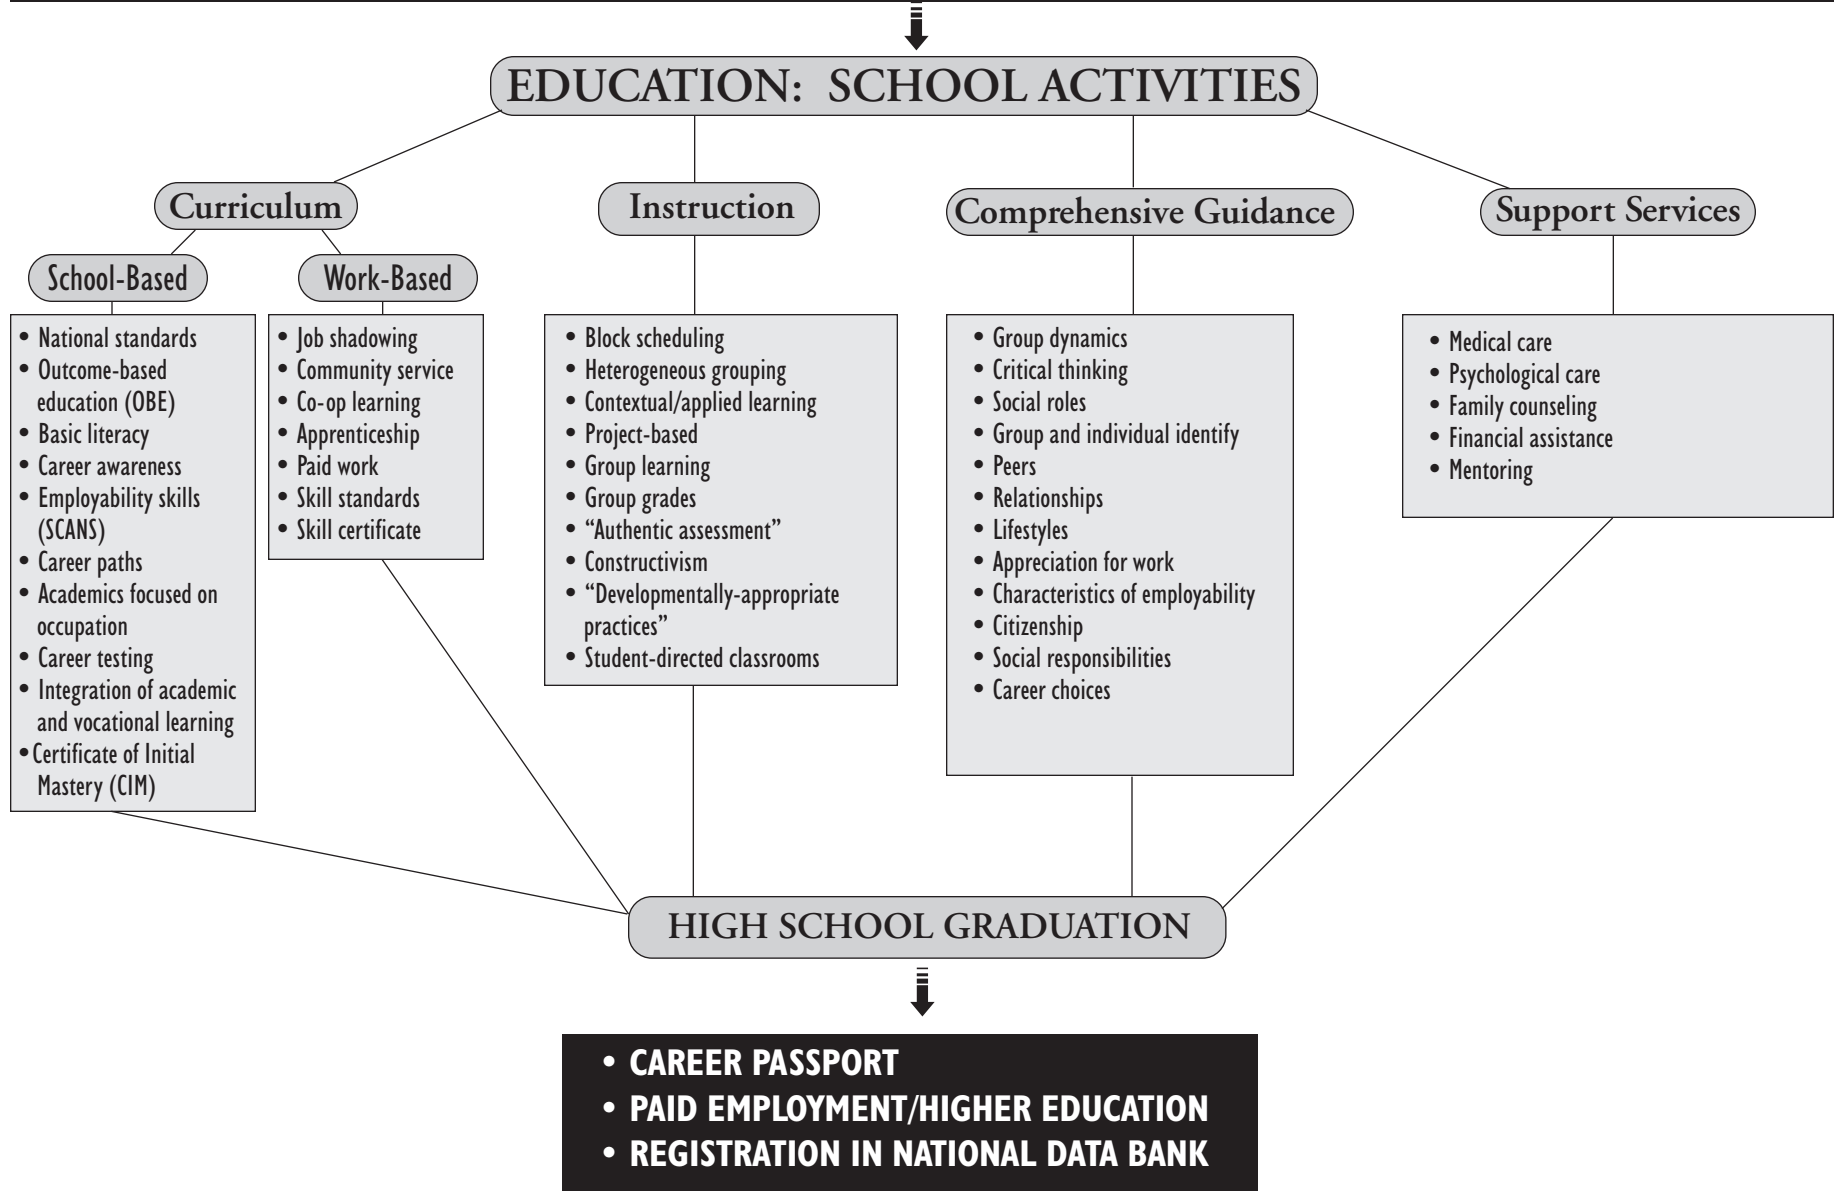 EDUCATION: SCHOOL ACTIVITIES
Curriculum
School-Based
• National standards
• Outcome-based
education (OBE)
• Basic literacy
• Career awareness
• Employability skills
(SCANS)
• Career paths
• Academics focused on
occupation
• Career testing
• Integration of academic
and vocational learning
• Certificate of Initial
Mastery (CIM)
Work-Based
• Job shadowing
• Community service
• Co-op learning
• Apprenticeship
• Paid work
• Skill standards
• Skill certificate
Instruction
• Block scheduling
• Heterogeneous grouping
• Contextual/applied learning
• Project-based
• Group learning
• Group grades
• “Authentic assessment”
• Constructivism
• “Developmentally-appropriate
practices”
• Student-directed classrooms
Comprehensive Guidance
• Group dynamics
• Critical thinking
• Social roles
• Group and individual identify
• Peers
• Relationships
• Lifestyles
• Appreciation for work
• Characteristics of employability
• Citizenship
• Social responsibilities
• Career choices
Support Services
• Medical care
• Psychological care
• Family counseling
• Financial assistance
• Mentoring
HIGH SCHOOL GRADUATION
• CAREER PASSPORT
• PAID EMPLOYMENT/HIGHER EDUCATION
• REGISTRATION IN NATIONAL DATA BANK